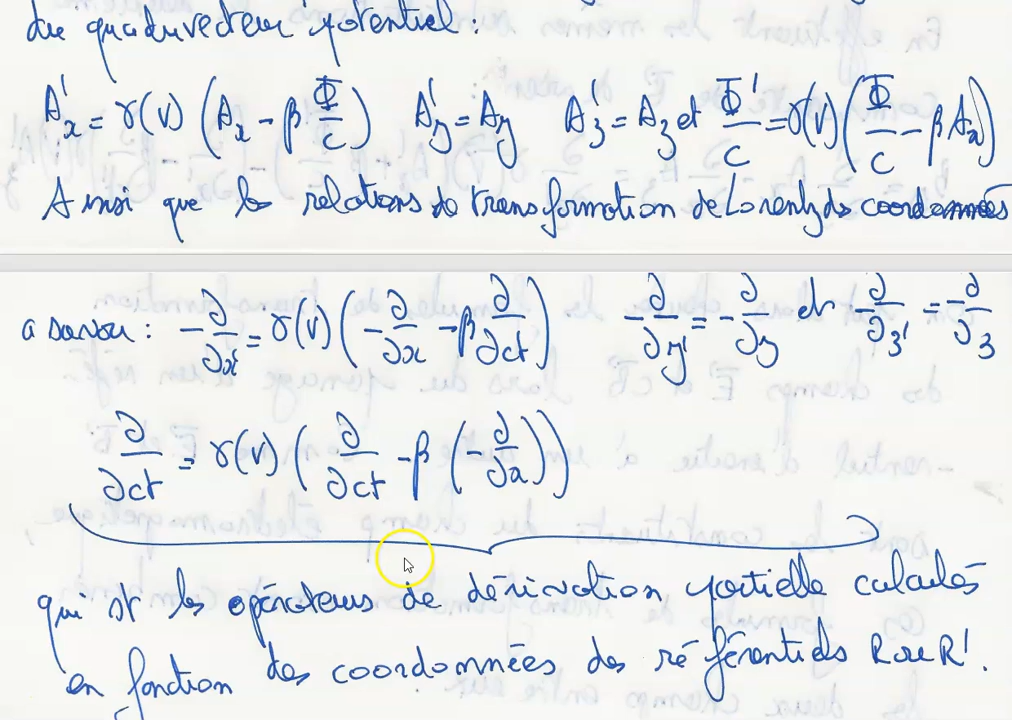 du quadrivecteur potentiel :
A'x = γ(V) (Ax - β Φ/c) A'y = Ay A'z = Az et Φ'/c = γ(V) (Φ/c - β Ax)
Ainsi que les relations de transformation de Lorentz des coordonnées
a savoir : -∂/∂x' = γ(V) (-∂/∂x - β ∂/∂ct) -∂/∂y' = -∂/∂y et -∂/∂z' = -∂/∂z
∂/∂ct = γ(V) (∂/∂ct - β (-∂/∂x))
qui st les opérateurs de dérivation partielle calculés
en fonction des coordonnées des référentiels R ou R'.